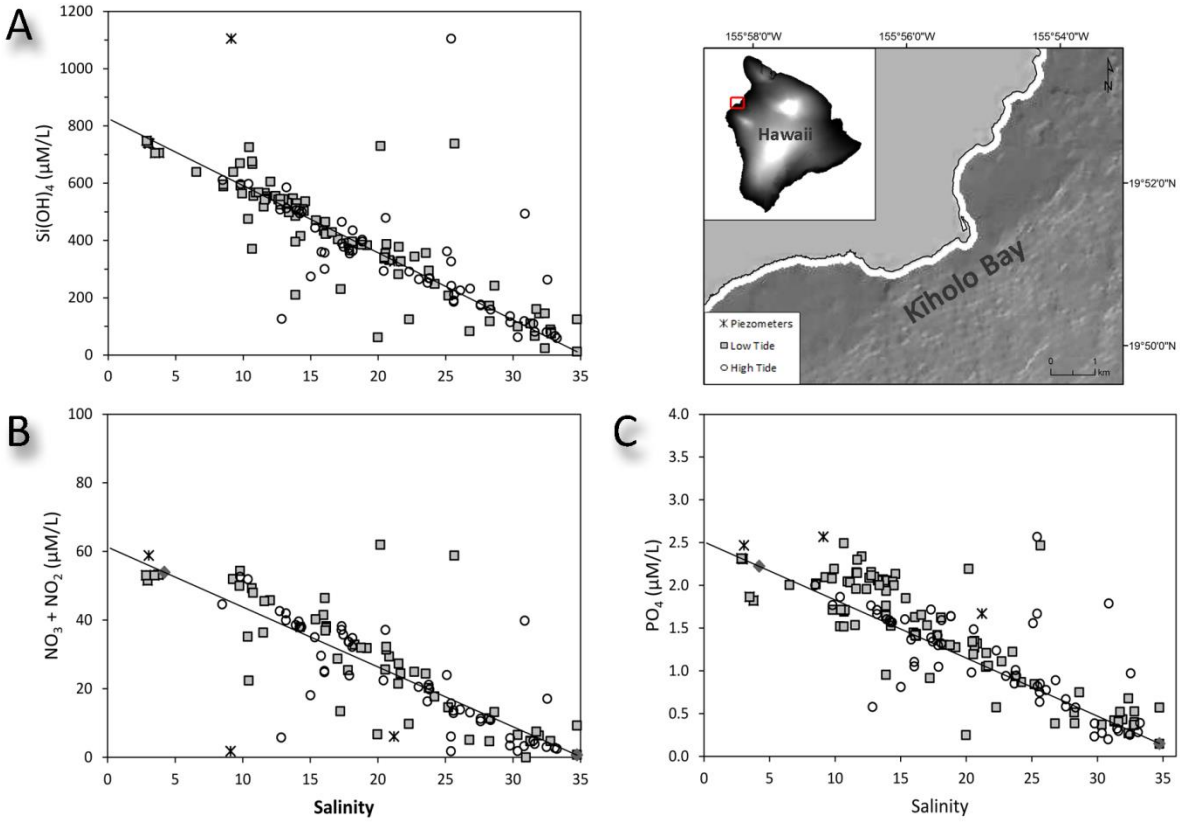 A
1200
1000
800
600
400
200
0
Si(OH)4 (µM/L)
0 5 10 15 20 25 30 35
155°58'0"W 155°56'0"W 155°54'0"W
N
Hawaii
19°52'0"N
Kiholo Bay
Piezometers
Low Tide
High Tide
19°50'0"N
0 1
km
B
100
80
60
40
20
0
NO3 + NO2 (µM/L)
0 5 10 15 20 25 30 35
Salinity
C
4.0
3.5
3.0
2.5
2.0
1.5
1.0
0.5
0.0
PO4 (µM/L)
0 5 10 15 20 25 30 35
Salinity